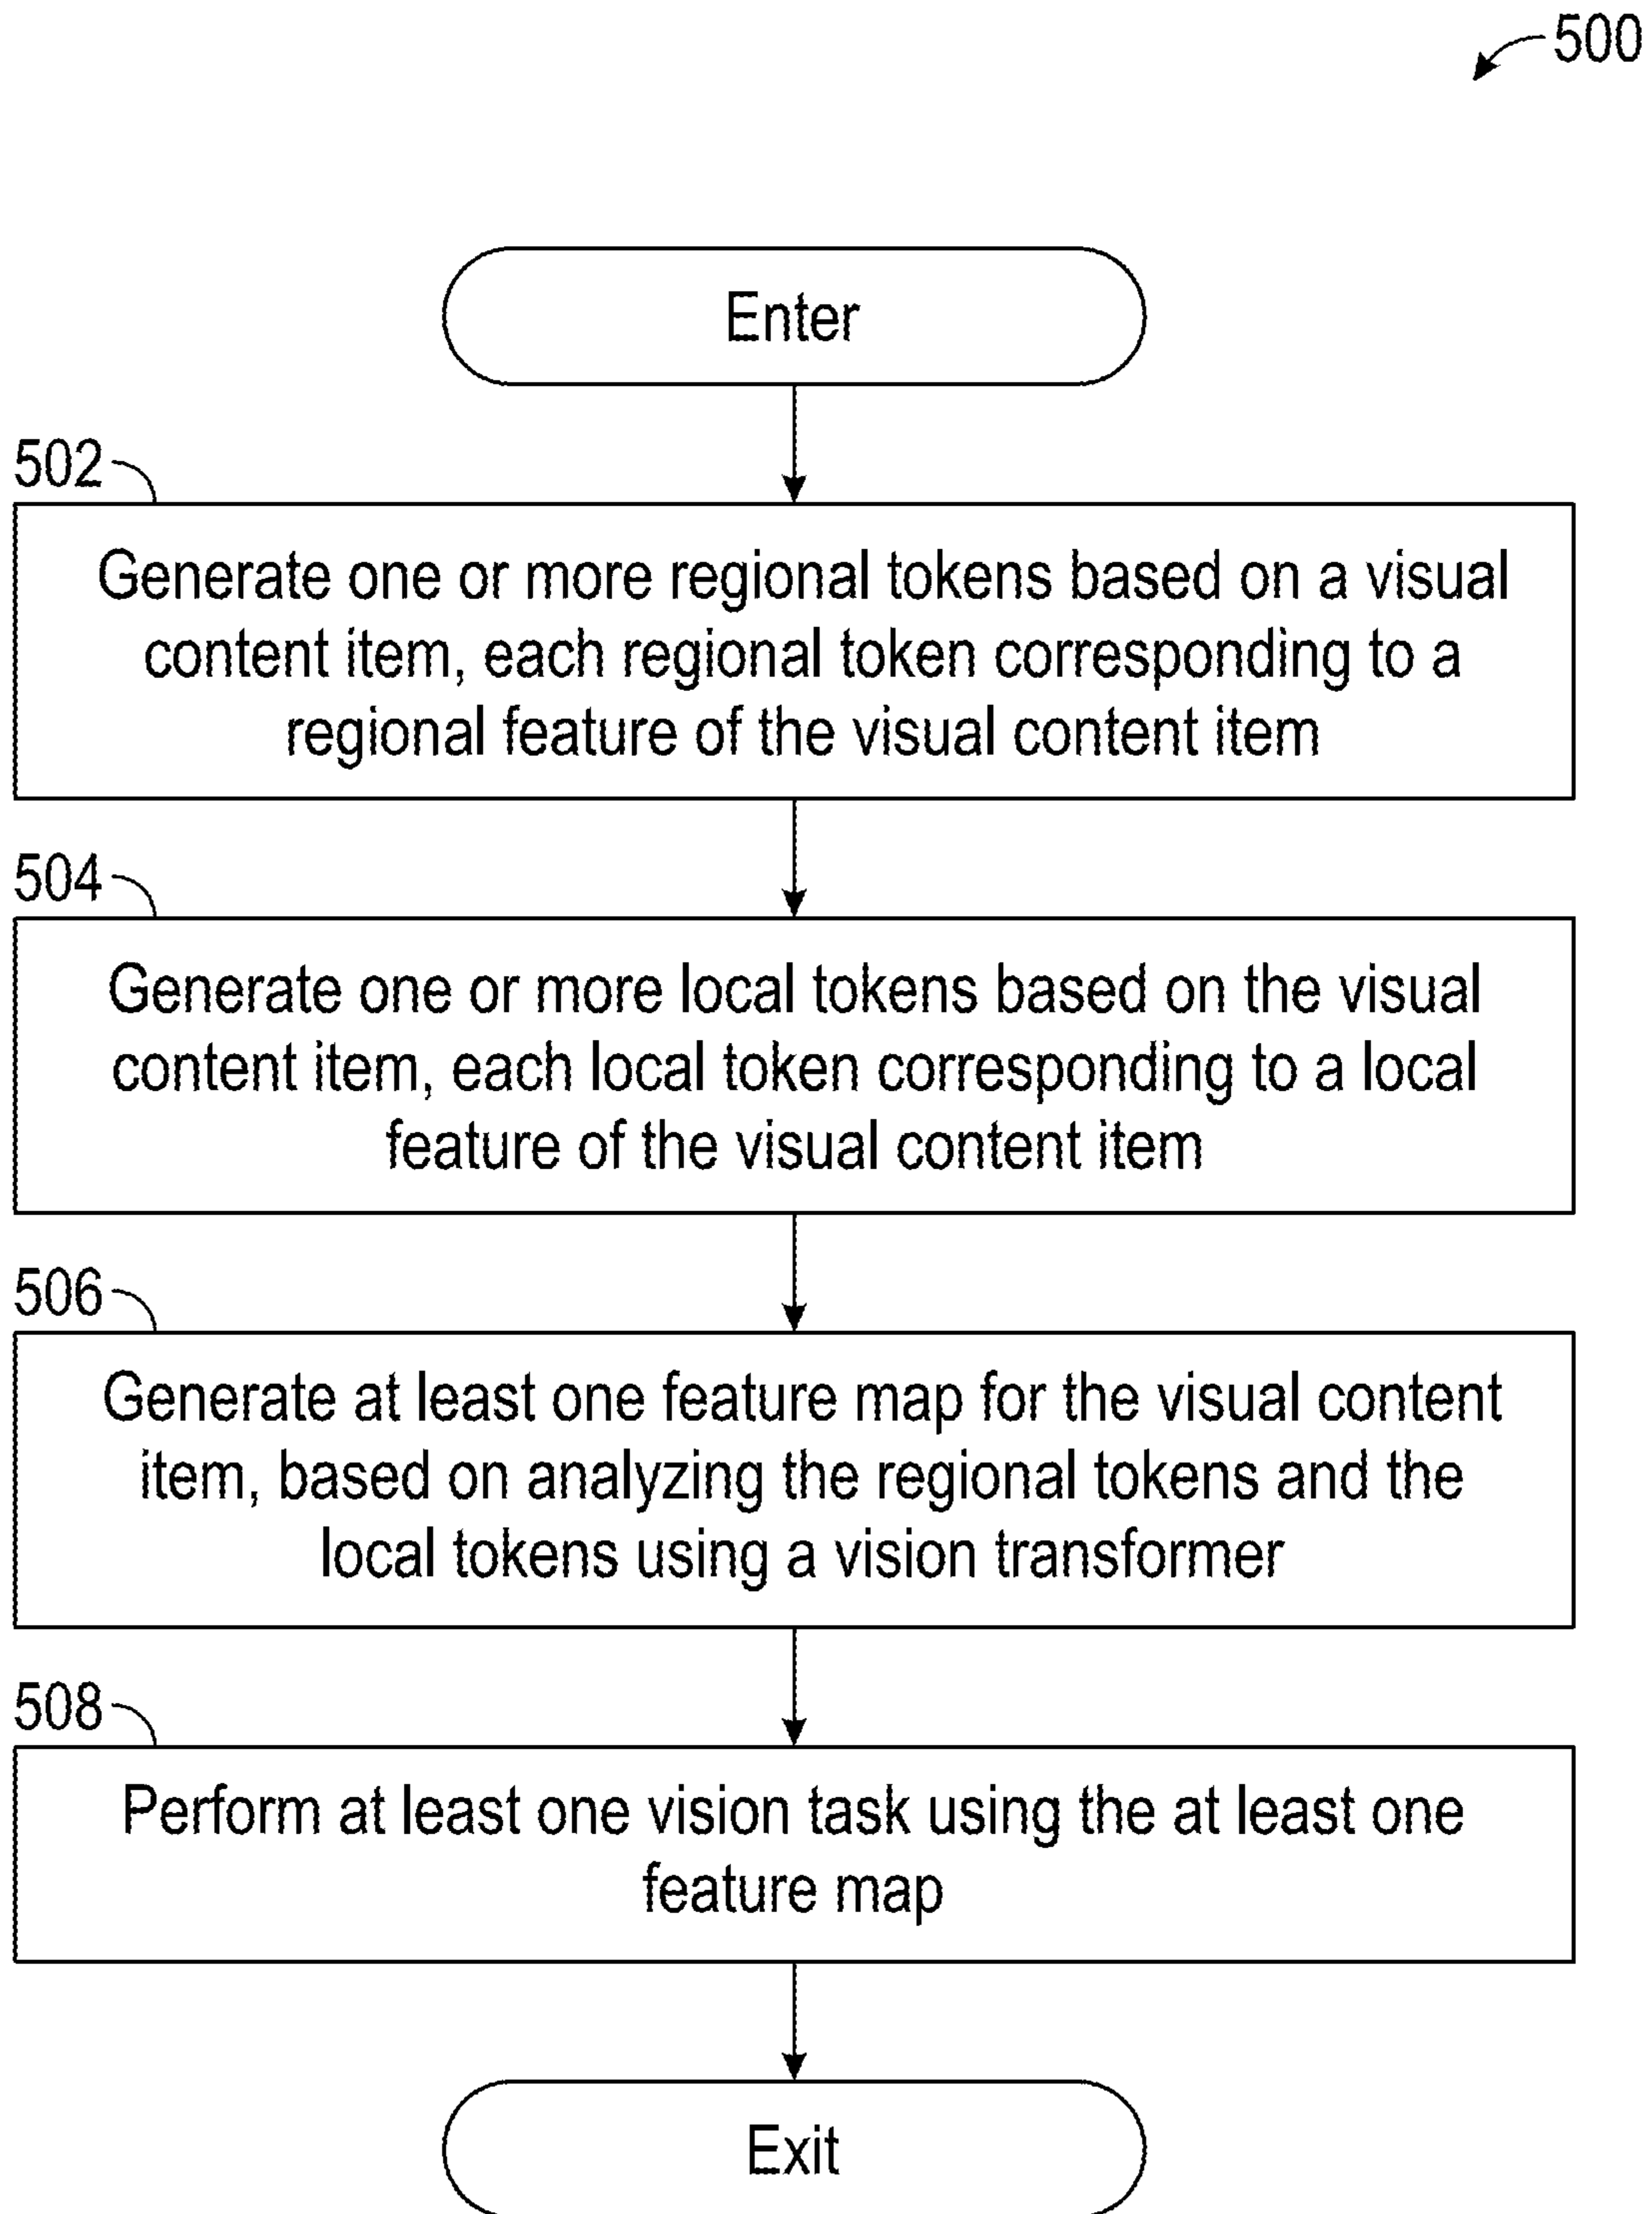 500
Enter
502
Generate one or more regional tokens based on a visual
content item, each regional token corresponding to a
regional feature of the visual content item
504
Generate one or more local tokens based on the visual
content item, each local token corresponding to a local
feature of the visual content item
506
Generate at least one feature map for the visual content
item, based on analyzing the regional tokens and the
local tokens using a vision transformer
508
Perform at least one vision task using the at least one
feature map
Exit